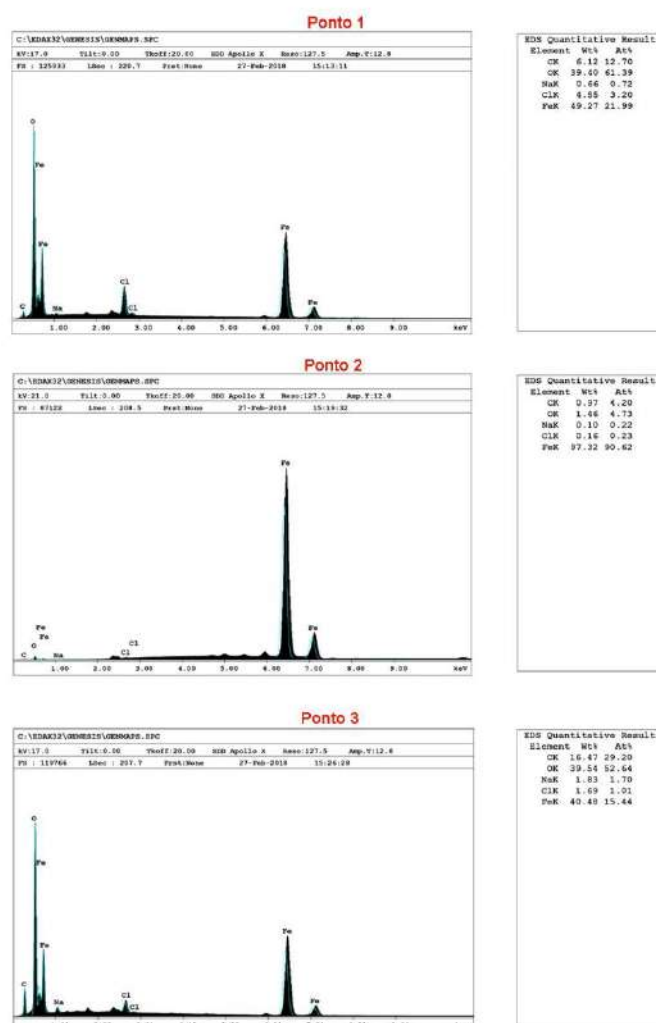 Ponto 1
C:\EDAX32\GENESIS\GENMAPS.SPC
kV:17.0 Tilt:0.00 Tkoff:20.00 SDD Apollo X Reso:127.5 Amp.T:12.8
FS : 125933 LSec : 220.7 Prst:None 27-Feb-2018 15:13:11
O
Fe
Fe
Fe
Cl
Fe
C Na Cl
1.00 2.00 3.00 4.00 5.00 6.00 7.00 8.00 9.00 keV
EDS Quantitative Result
Element Wt% At%
CK 6.12 12.70
OK 39.40 61.39
NaK 0.66 0.72
ClK 4.55 3.20
FeK 49.27 21.99
Ponto 2
C:\EDAX32\GENESIS\GENMAPS.SPC
kV:21.0 Tilt:0.00 Tkoff:20.00 SDD Apollo X Reso:127.5 Amp.T:12.8
FS : 87122 LSec : 208.5 Prst:None 27-Feb-2018 15:19:32
Fe
Fe Fe
Fe
O Cl
C Na Cl
1.00 2.00 3.00 4.00 5.00 6.00 7.00 8.00 9.00 keV
EDS Quantitative Result
Element Wt% At%
CK 0.97 4.20
OK 1.46 4.73
NaK 0.10 0.22
ClK 0.16 0.23
FeK 97.32 90.62
Ponto 3
C:\EDAX32\GENESIS\GENMAPS.SPC
kV:17.0 Tilt:0.00 Tkoff:20.00 SDD Apollo X Reso:127.5 Amp.T:12.8
FS : 119766 LSec : 207.7 Prst:None 27-Feb-2018 15:26:28
O
Fe
Fe
Fe
C
Cl
Na Cl Fe
EDS Quantitative Result
Element Wt% At%
CK 16.47 29.20
OK 39.54 52.64
NaK 1.83 1.70
ClK 1.69 1.01
FeK 40.48 15.44